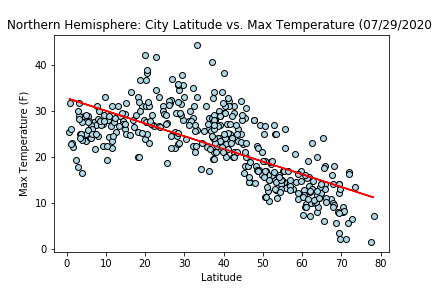 Northern Hemisphere: City Latitude vs. Max Temperature (07/29/2020
Max Temperature (F)
40
30
20
10
0
0 10 20 30 40 50 60 70 80
Latitude